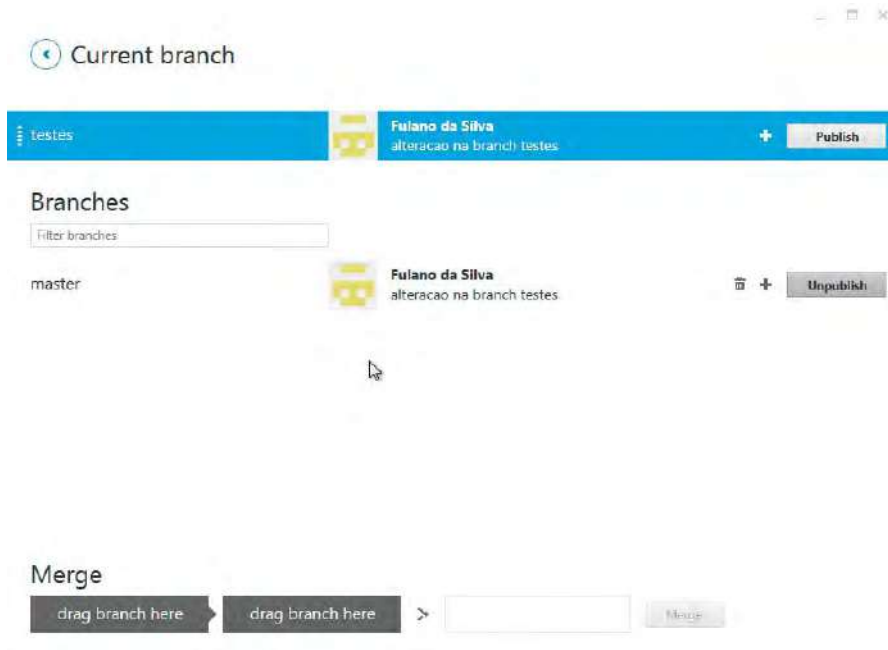 Current branch
testes
Fulano da Silva
alteracao na branch testes
Publish
Branches
Filter branches
master
Fulano da Silva
alteracao na branch testes
Unpublish
Merge
drag branch here
drag branch here
Merge